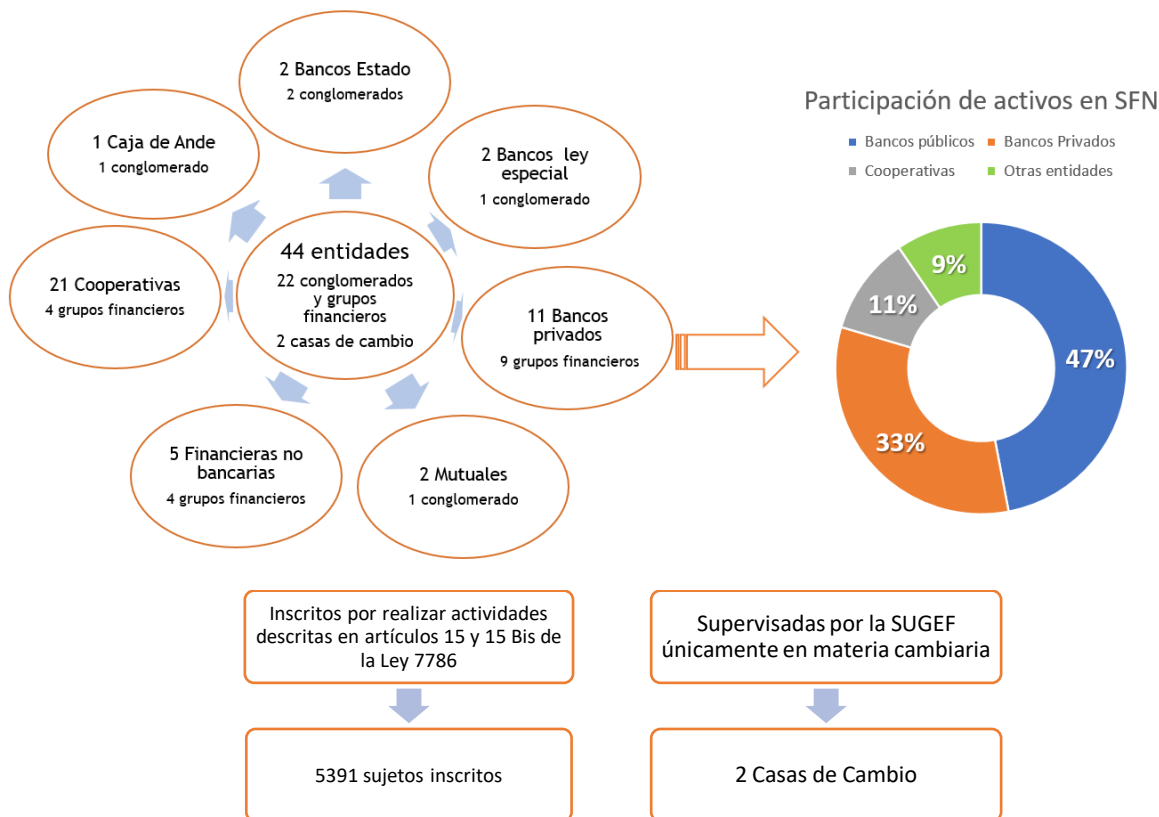 2 Bancos Estado
2 conglomerados
1 Caja de Ande
1 conglomerado
2 Bancos ley
especial
1 conglomerado
44 entidades
22 conglomerados
y grupos
financieros
2 casas de cambio
21 Cooperativas
4 grupos financieros
11 Bancos
privados
9 grupos financieros
5 Financieras no
bancarias
4 grupos financieros
2 Mutuales
1 conglomerado
Participación de activos en SFN
Bancos públicos
Bancos Privados
Cooperativas
Otras entidades
9%
11%
47%
33%
Inscritos por realizar actividades
descritas en artículos 15 y 15 Bis de
la Ley 7786
5391 sujetos inscritos
Supervisadas por la SUGEF
únicamente en materia cambiaria
2 Casas de Cambio